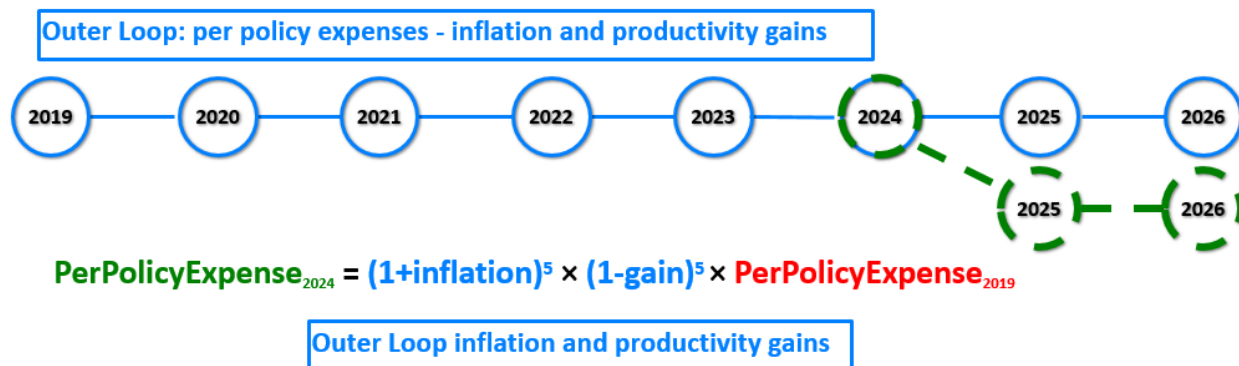 Outer Loop: per policy expenses - inflation and productivity gains
2019 2020 2021 2022 2023 2024 2025 2026
2025 2026
PerPolicyExpense₂₀₂₄ = (1+inflation)⁵ × (1-gain)⁵ × PerPolicyExpense₂₀₁₉
Outer Loop inflation and productivity gains